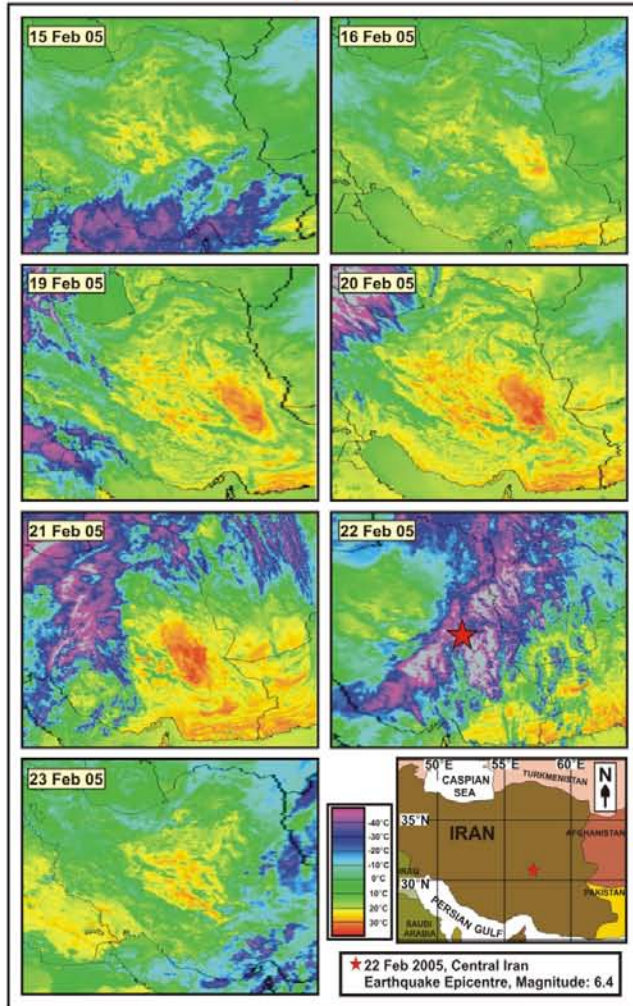 15 Feb 05
16 Feb 05
19 Feb 05
20 Feb 05
21 Feb 05
22 Feb 05
23 Feb 05
-40°C
-30°C
-20°C
-10°C
0°C
10°C
20°C
30°C
50°E 55°E 60°E
N
CASPIAN
SEA
TURKMENISTAN
35°N
IRAN
AFGHANISTAN
IRAQ
30°N
PAKISTAN
PERSIAN GULF
SAUDI
ARABIA
22 Feb 2005, Central Iran
Earthquake Epicentre, Magnitude: 6.4